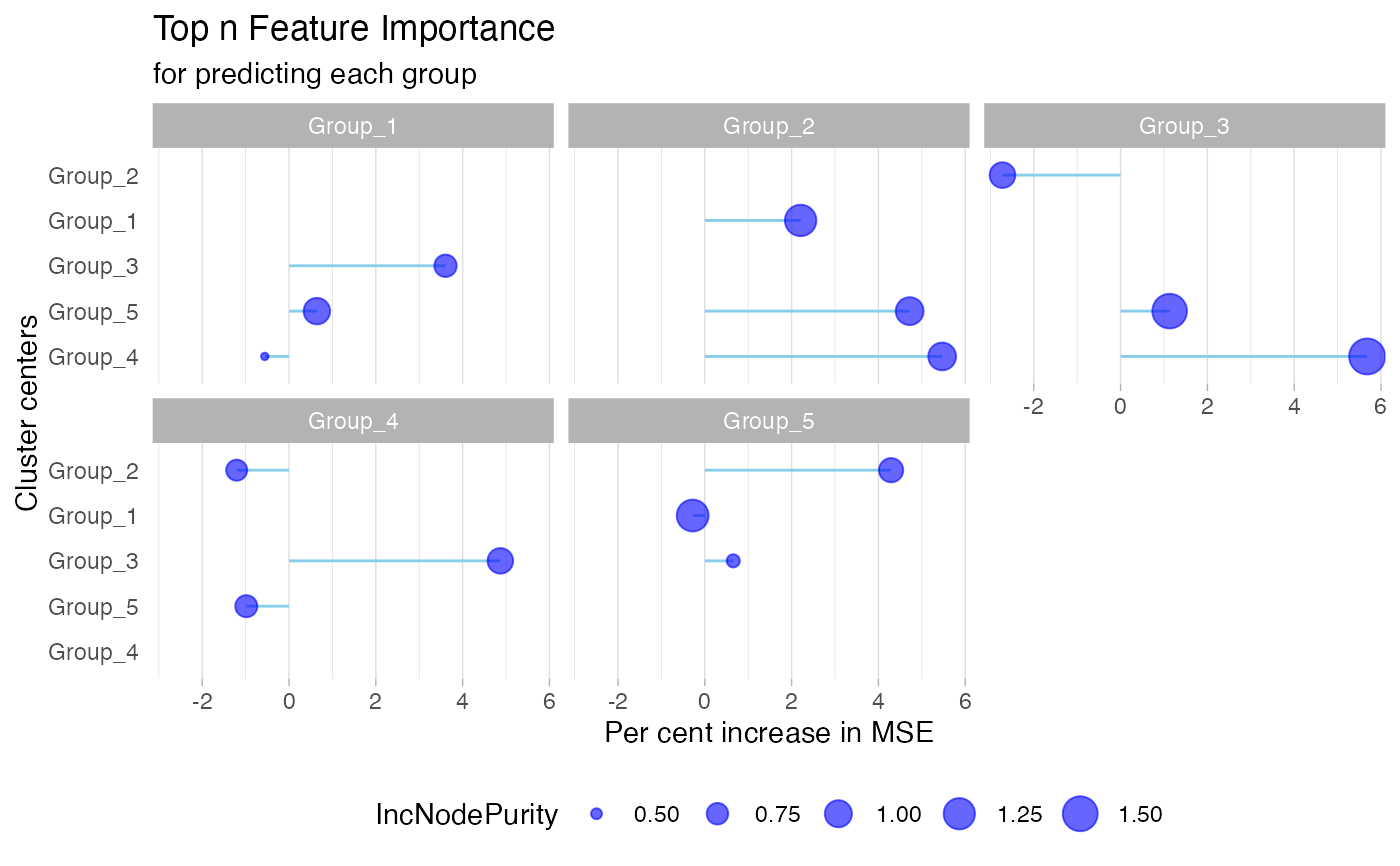 Top n Feature Importance
for predicting each group
Group_1 Group_2 Group_3
Group_2
Group_1
Group_3
Group_5
Group_4
-2 0 2 4 6
Group_4 Group_5
Group_2
Group_1
Group_3
Group_5
Group_4
-2 0 2 4 6 -2 0 2 4 6
Cluster centers
Per cent increase in MSE
IncNodePurity 0.50 0.75 1.00 1.25 1.50